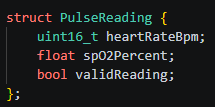 struct PulseReading {
    uint16_t heartRateBpm;
    float spO2Percent;
    bool validReading;
};